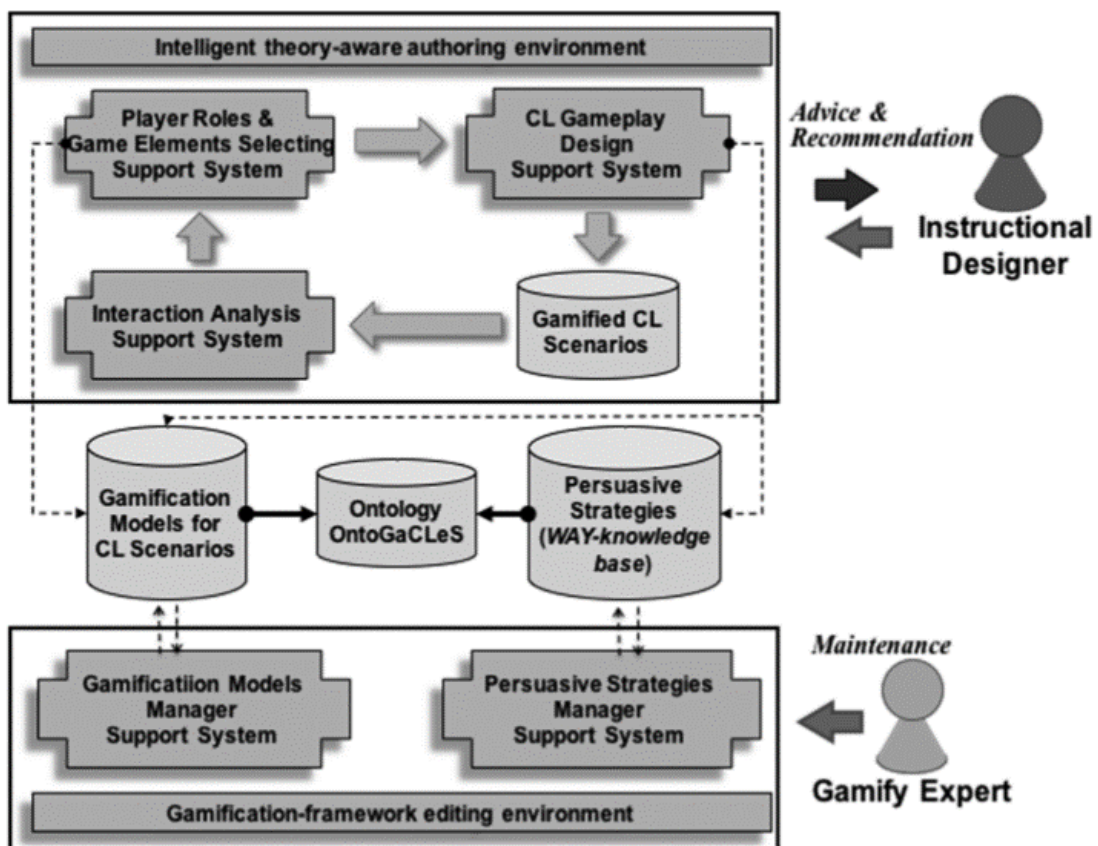 Intelligent theory-aware authoring environment
Player Roles &
Game Elements Selecting
Support System
CL Gameplay
Design
Support System
Advice &
Recommendation
Instructional
Designer
Interaction Analysis
Support System
Gamified CL
Scenarios
Gamification
Models for
CL Scenarios
Ontology
OntoGaCLeS
Persuasive
Strategies
(WAY-knowledge
base)
Gamificatiion Models
Manager
Support System
Persuasive Strategies
Manager
Support System
Maintenance
Gamify Expert
Gamification-framework editing environment